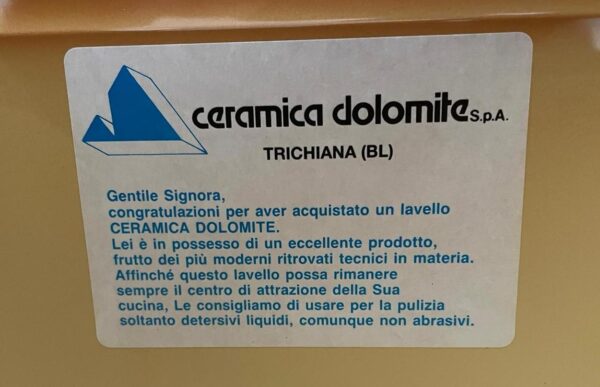 ceramica dolomite S.p.A.
TRICHIANA (BL)
Gentile Signora,
congratulazioni per aver acquistato un lavello
CERAMICA DOLOMITE.
Lei è in possesso di un eccellente prodotto,
frutto dei più moderni ritrovati tecnici in materia.
Affinché questo lavello possa rimanere
sempre il centro di attrazione della Sua
cucina, Le consigliamo di usare per la pulizia
soltanto detersivi liquidi, comunque non abrasivi.